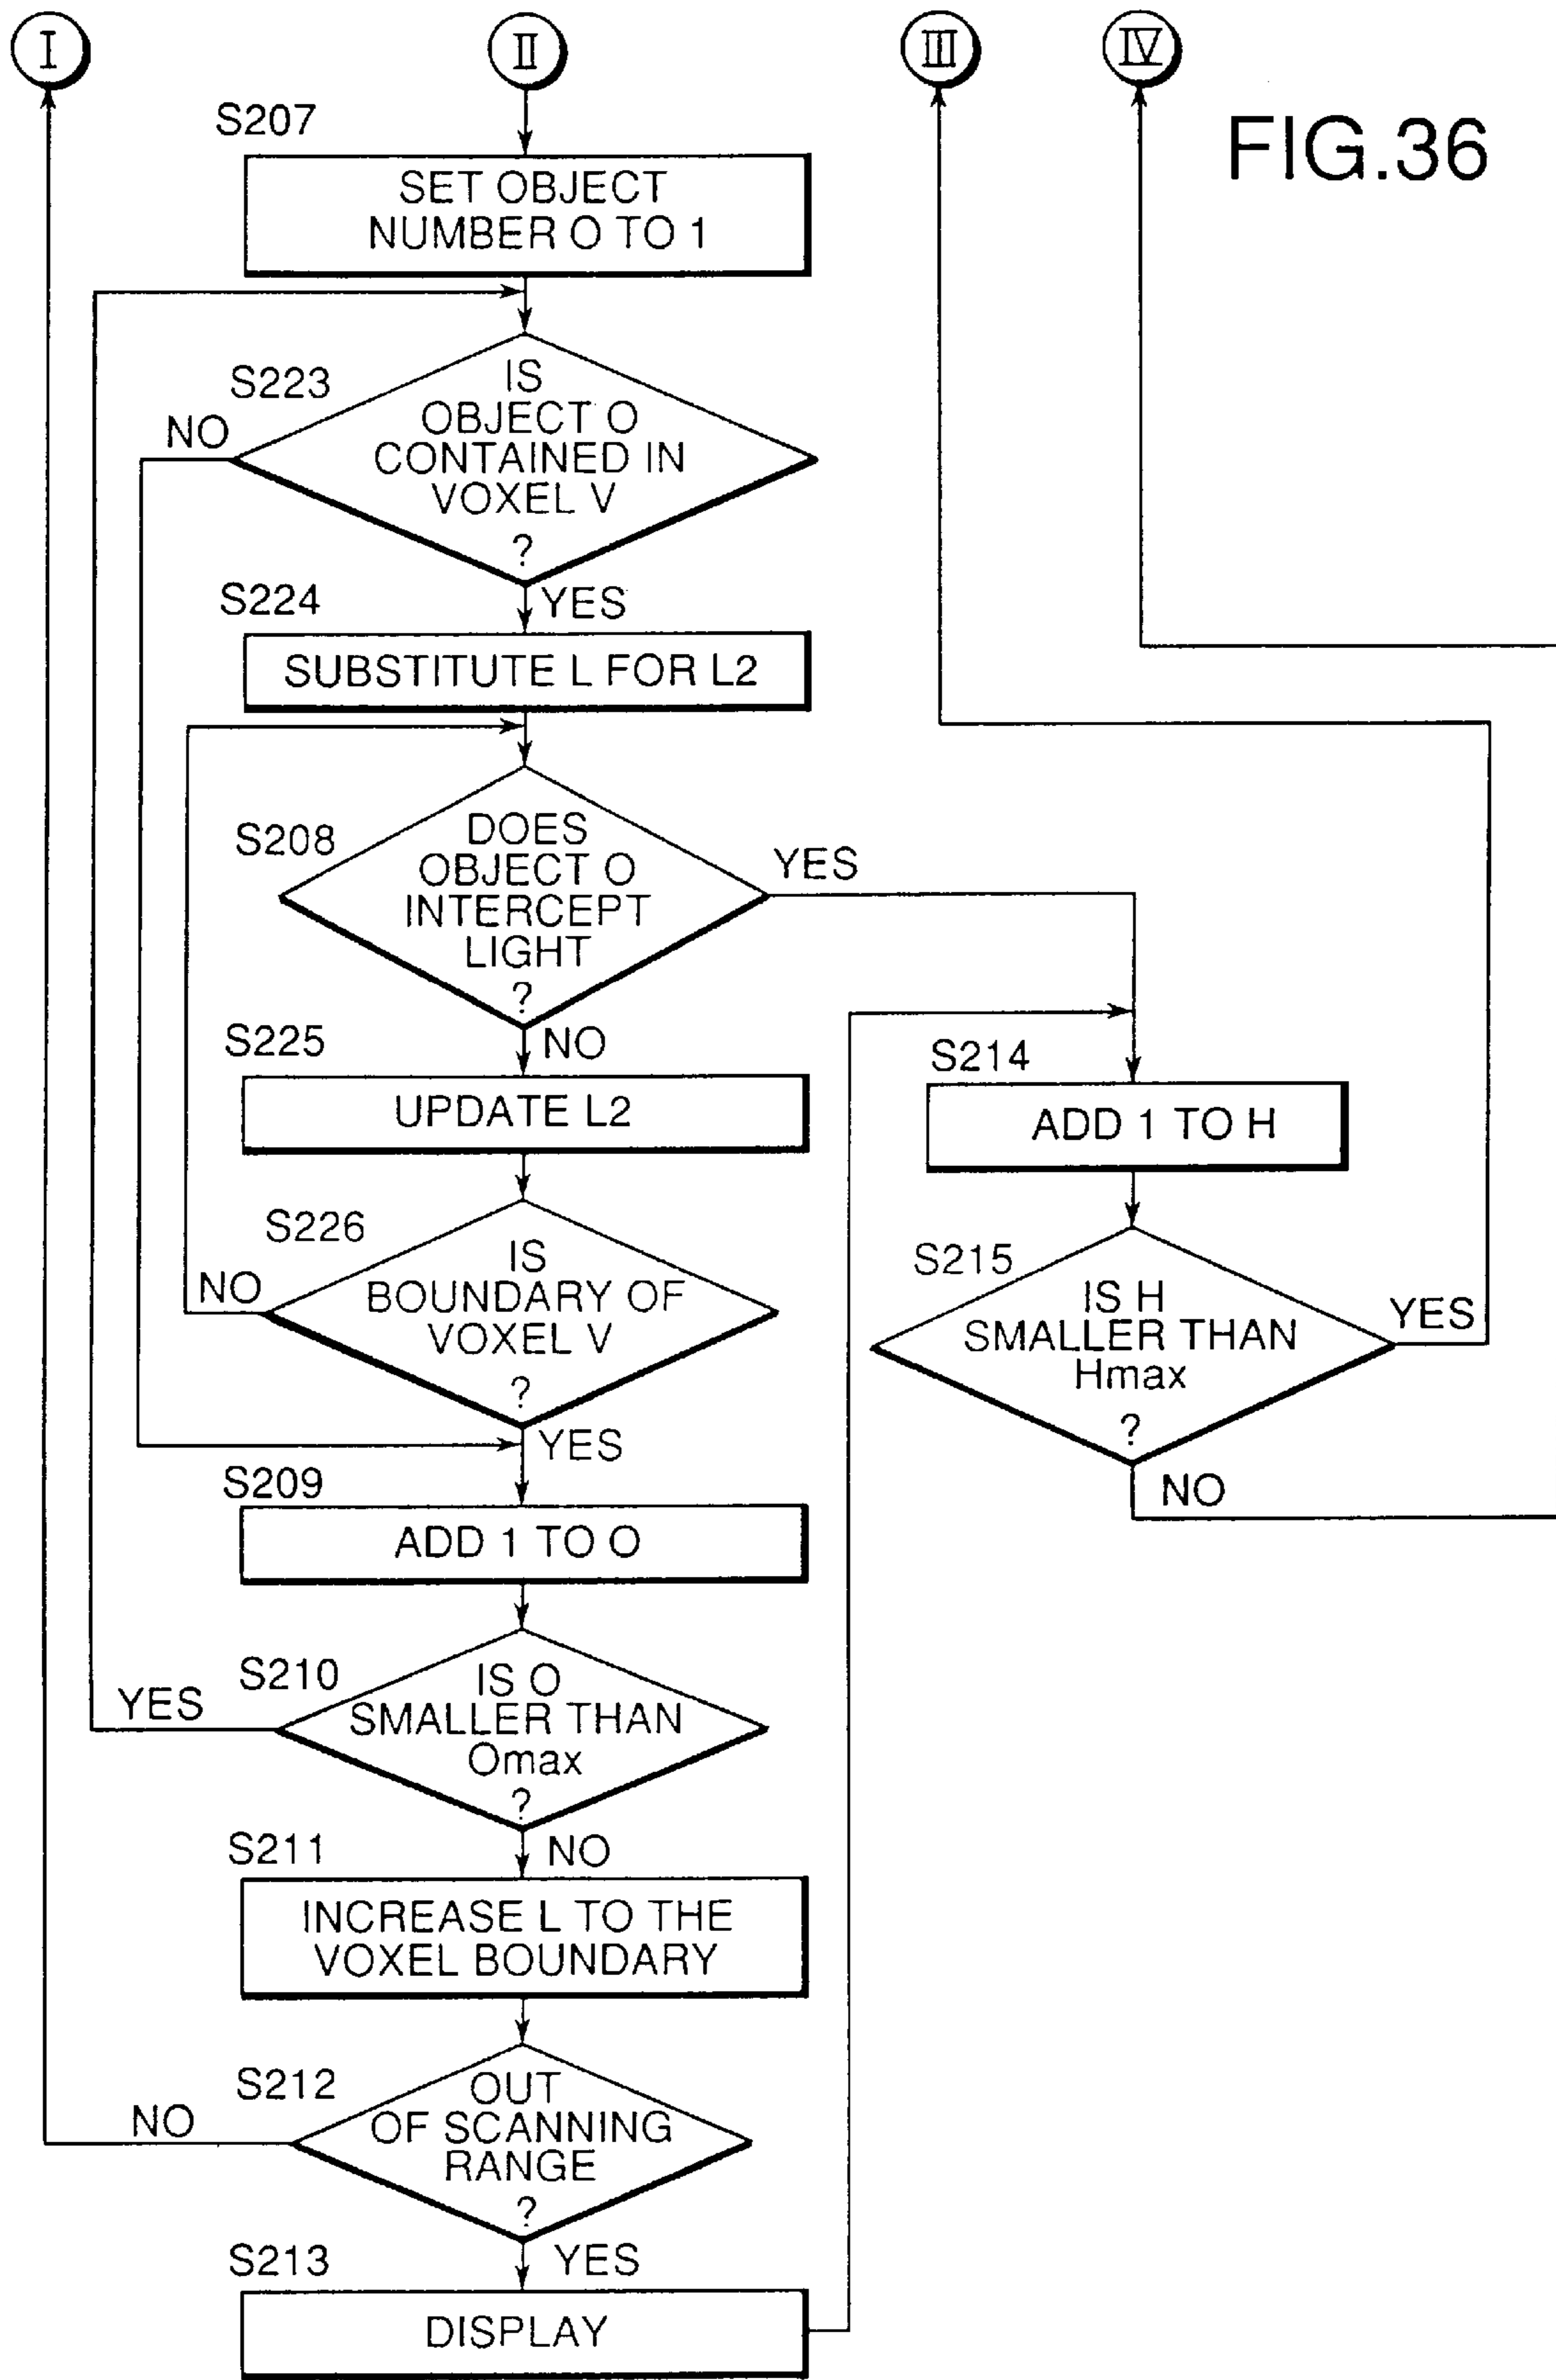 I
II
III
IV
FIG.36
S207
SET OBJECT
NUMBER O TO 1
S223
IS
OBJECT O
CONTAINED IN
VOXEL V
?
NO
YES
S224
SUBSTITUTE L FOR L2
S208
DOES
OBJECT O
INTERCEPT
LIGHT
?
YES
NO
S225
UPDATE L2
S226
IS
BOUNDARY OF
VOXEL V
?
NO
YES
S209
ADD 1 TO O
S210
IS O
SMALLER THAN
Omax
?
YES
NO
S211
INCREASE L TO THE
VOXEL BOUNDARY
S212
OUT
OF SCANNING
RANGE
?
NO
YES
S213
DISPLAY
S214
ADD 1 TO H
S215
IS H
SMALLER THAN
Hmax
?
YES
NO